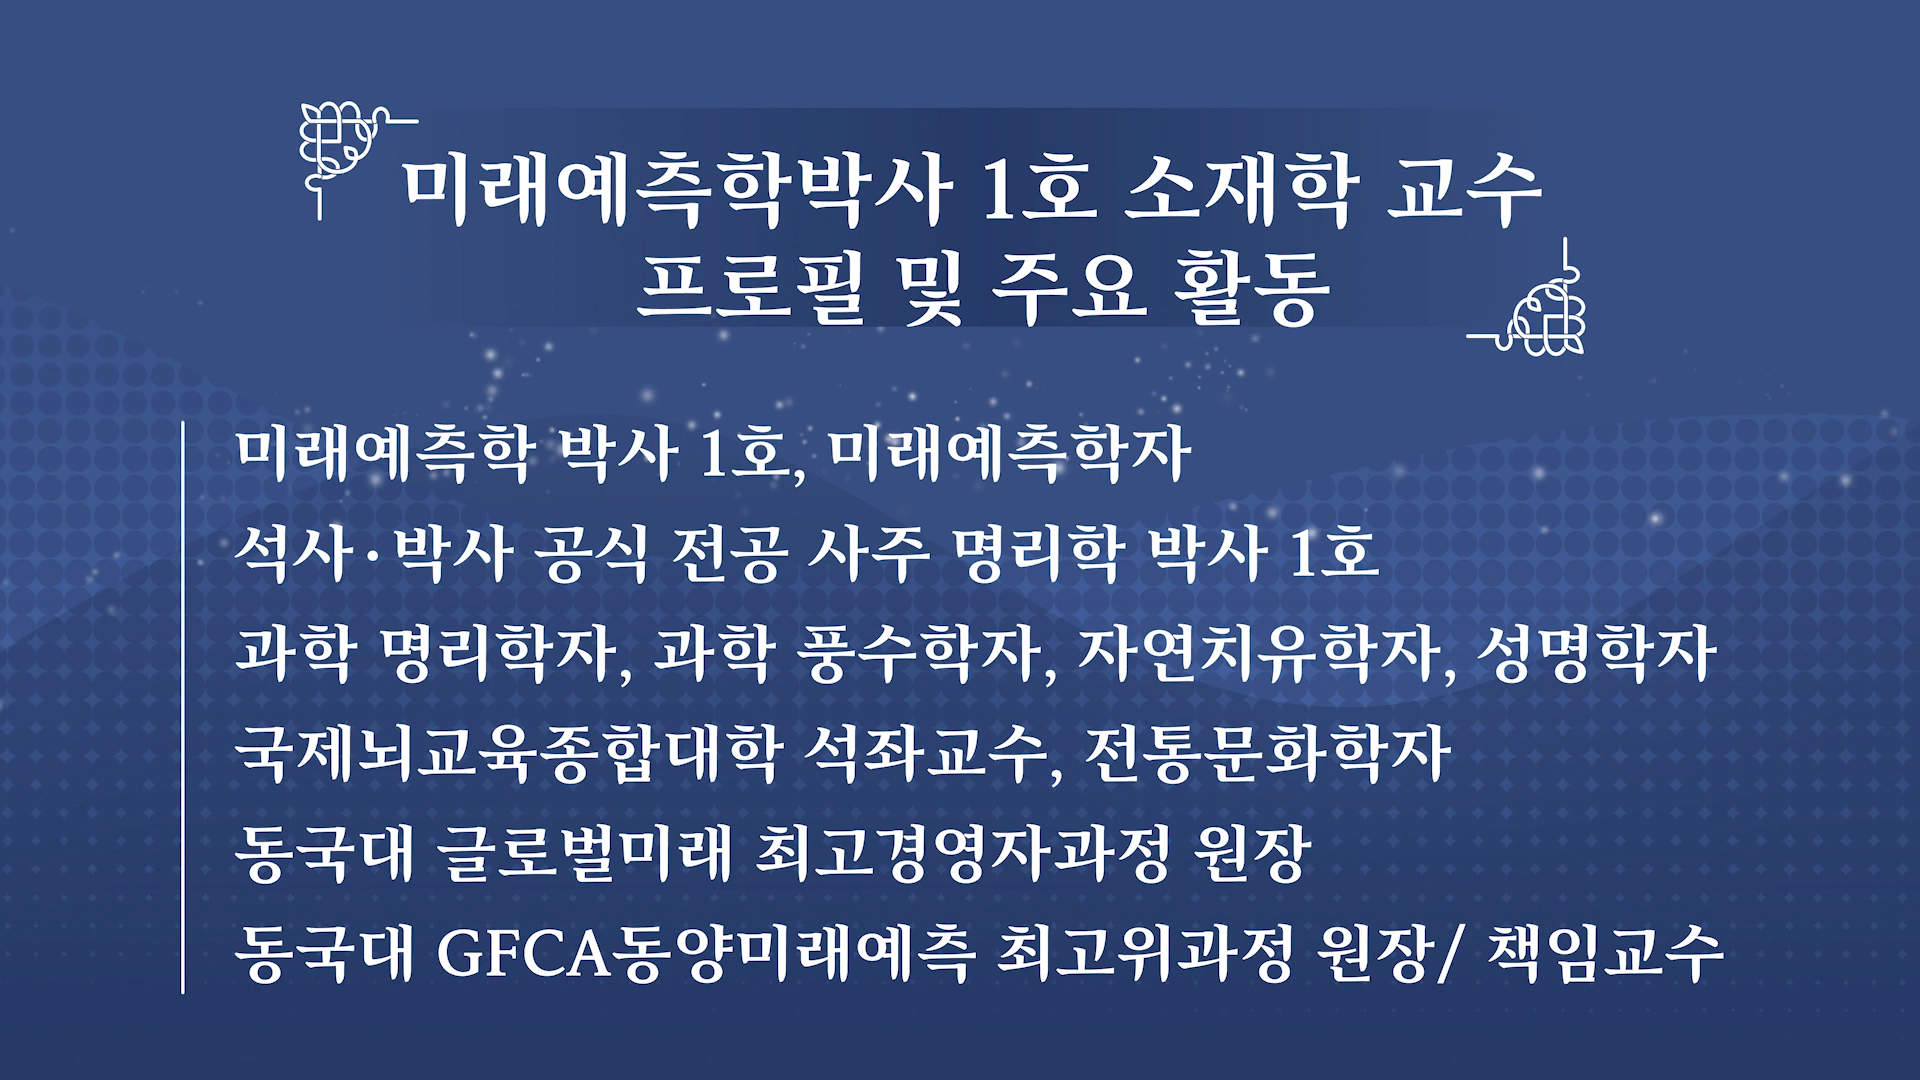 미래예측학박사 1호 소재학 교수
프로필 및 주요 활동
미래예측학 박사 1호, 미래예측학자
석사·박사 공식 전공 사주 명리학 박사 1호
과학 명리학자, 과학 풍수학자, 자연치유학자, 성명학자
국제뇌교육종합대학 석좌교수, 전통문화학자
동국대 글로벌미래 최고경영자과정 원장
동국대 GFCA동양미래예측 최고위과정 원장/ 책임교수